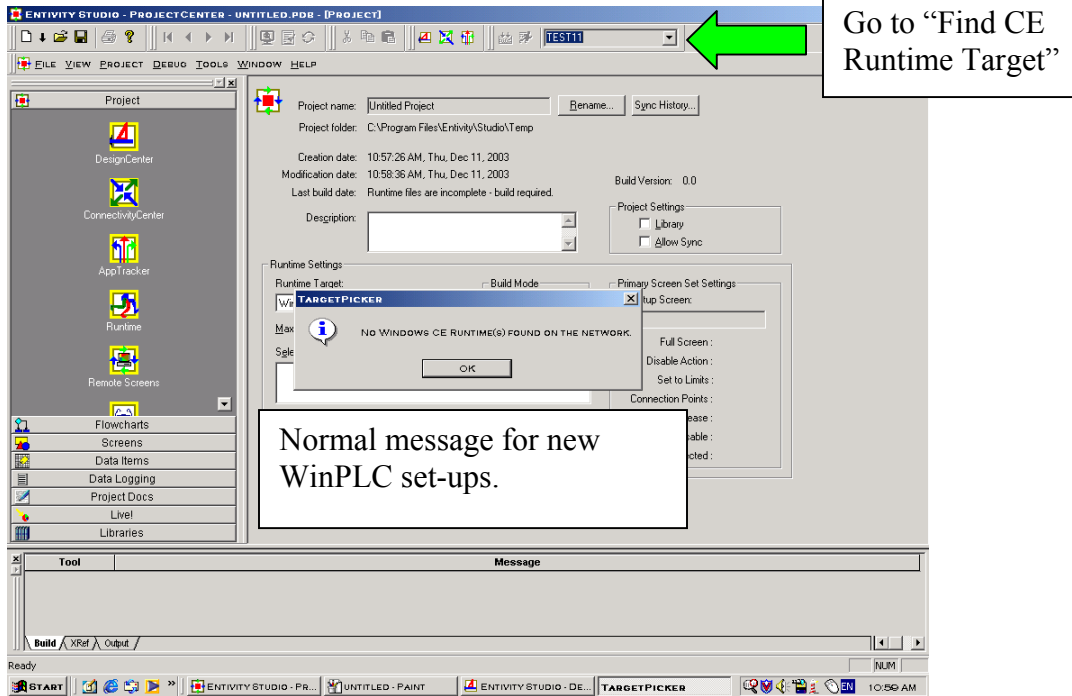 ENTIVITY STUDIO - PROJECTCENTER - UNTITLED.PDB - [PROJECT]
Go to “Find CE
Runtime Target”
TEST11
FILE VIEW PROJECT DEBUG TOOLS WINDOW HELP
Project
DesignCenter
ConnectivityCenter
AppTracker
Runtime
Remote Screens
Flowcharts
Screens
Data Items
Data Logging
Project Docs
Live!
Libraries
Project name: Untitled Project Rename... Sync History...
Project folder: C:\Program Files\Entivity\Studio\Temp
Creation date: 10:57:26 AM, Thu, Dec 11, 2003
Modification date: 10:58:36 AM, Thu, Dec 11, 2003
Build Version: 0.0
Last build date: Runtime files are incomplete - build required.
Description:
Project Settings
Library
Allow Sync
Runtime Settings
Runtime Target: Build Mode Primary Screen Set Settings
TARGETPICKER
NO WINDOWS CE RUNTIME(S) FOUND ON THE NETWORK.
OK
Full Screen :
Disable Action :
Set to Limits :
Connection Points :
Normal message for new
WinPLC set-ups.
Tool Message
Build XRef Output
Ready NUM
START ENTIVITY STUDIO - PR... UNTITLED - PAINT ENTIVITY STUDIO - DE... TARGETPICKER EN 10:59 AM